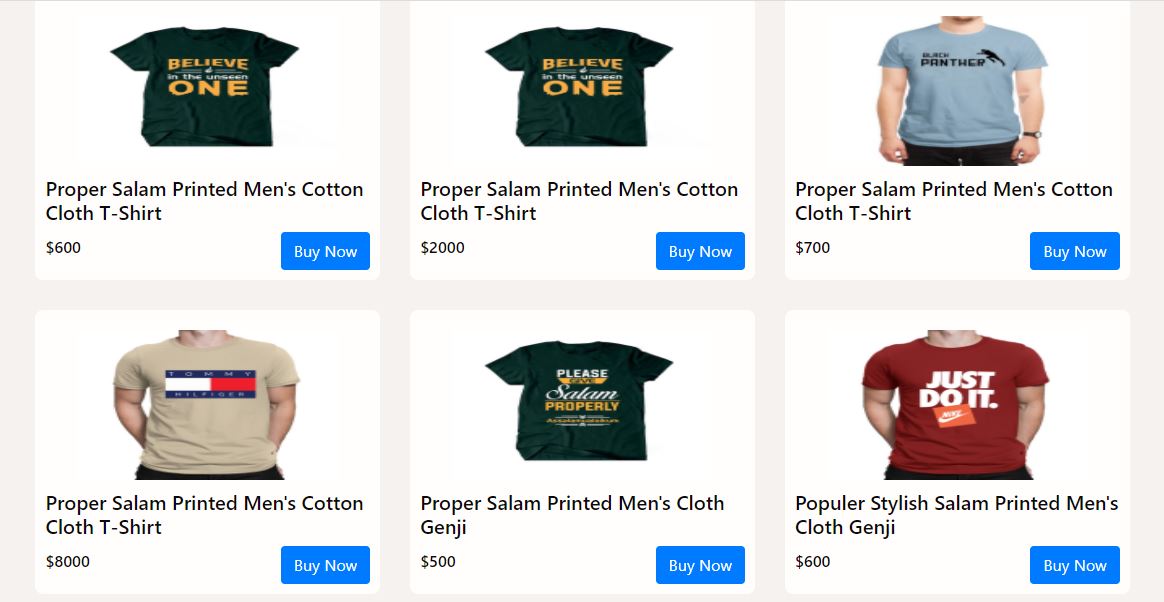 BELIEVE
in the unseen
ONE
BELIEVE
in the unseen
ONE
BLACK
PANTHER
Proper Salam Printed Men's Cotton
Cloth T-Shirt
$600
Buy Now
Proper Salam Printed Men's Cotton
Cloth T-Shirt
$2000
Buy Now
Proper Salam Printed Men's Cotton
Cloth T-Shirt
$700
Buy Now
TOMMY
HILFIGER
PLEASE
GIVE
Salam
PROPERLY
Assalamualaikum
JUST
DO IT.
NIKE
Proper Salam Printed Men's Cotton
Cloth T-Shirt
$8000
Buy Now
Proper Salam Printed Men's Cloth
Genji
$500
Buy Now
Populer Stylish Salam Printed Men's
Cloth Genji
$600
Buy Now